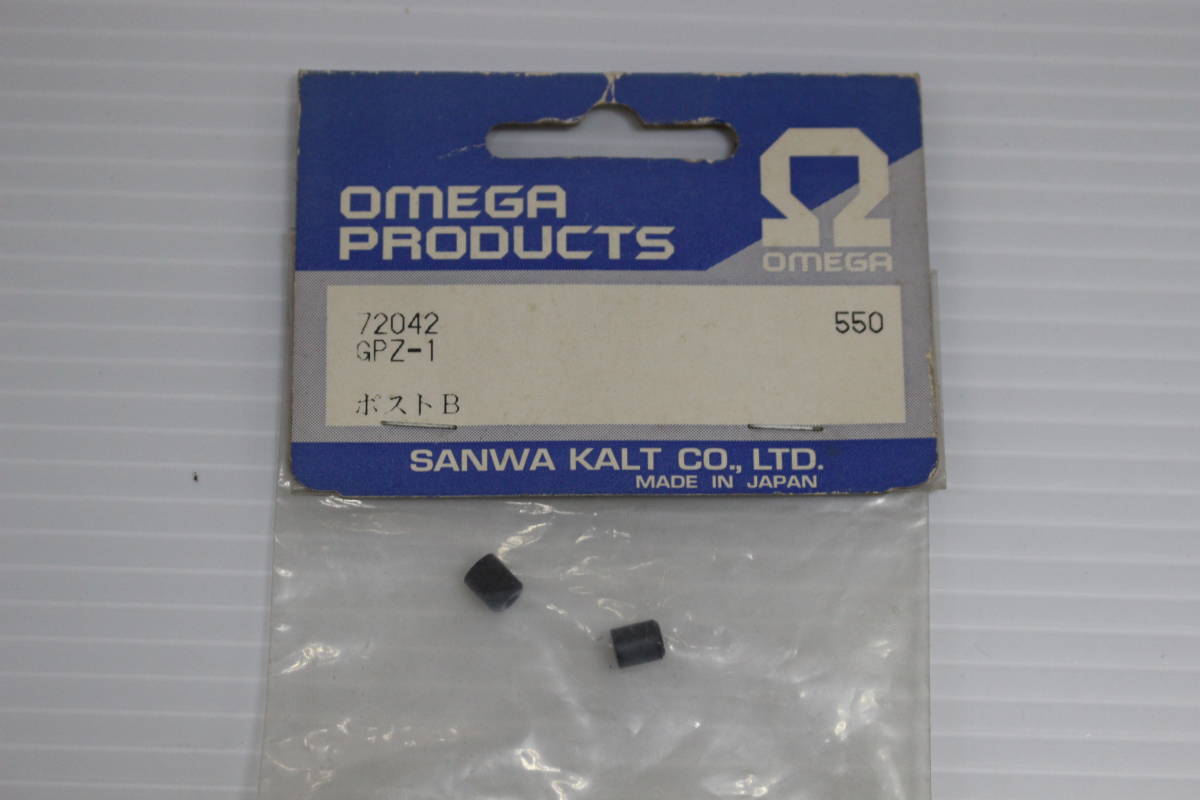 OMEGA
PRODUCTS
OMEGA
72042
550
GPZ-1
ポストB
SANWA KALT CO., LTD.
MADE IN JAPAN